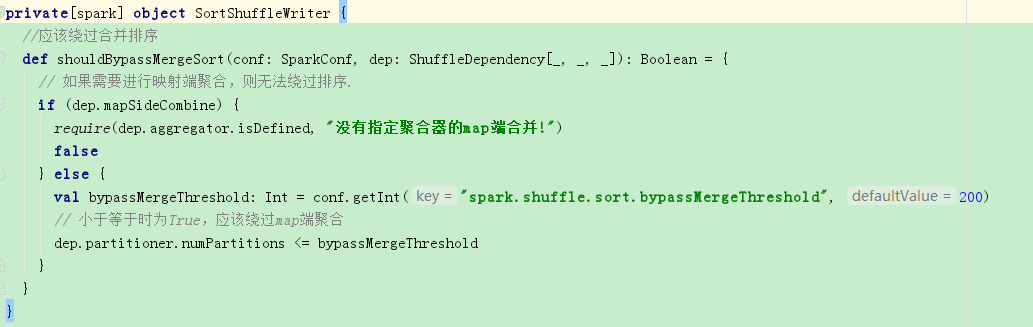 private[spark] object SortShuffleWriter {
//应该绕过合并排序
def shouldBypassMergeSort(conf: SparkConf, dep: ShuffleDependency[_, _, _]): Boolean = {
// 如果需要进行映射端聚合，则无法绕过排序.
if (dep.mapSideCombine) {
require(dep.aggregator.isDefined, "没有指定聚合器的map端合并!")
false
} else {
val bypassMergeThreshold: Int = conf.getInt( key = "spark.shuffle.sort.bypassMergeThreshold", defaultValue = 200)
// 小于等于时为True，应该绕过map端聚合
dep.partitioner.numPartitions <= bypassMergeThreshold
}
}
}